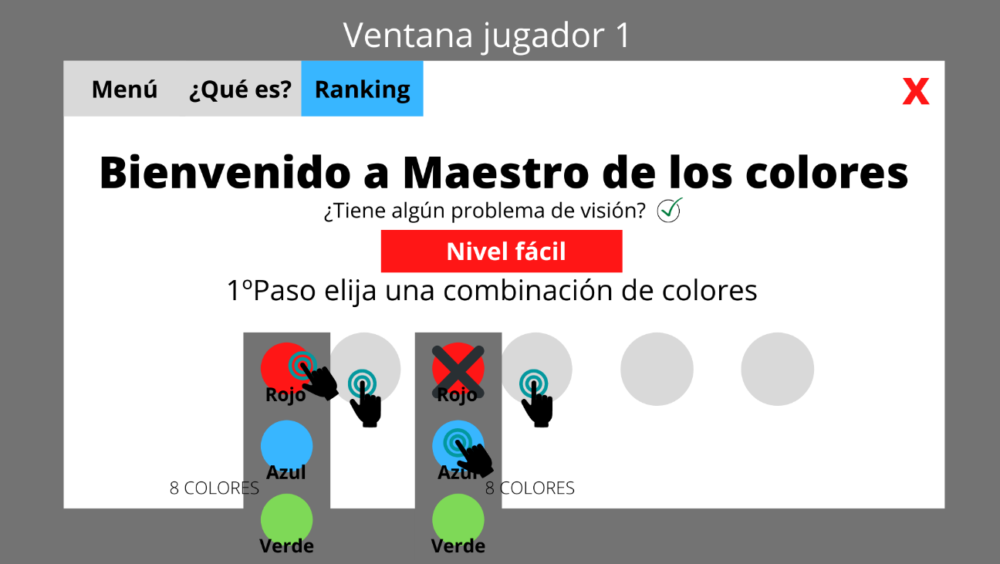 Ventana jugador 1
Menú ¿Qué es? Ranking X
Bienvenido a Maestro de los colores
¿Tiene algún problema de visión?
Nivel fácil
1ºPaso elija una combinación de colores
Rojo Rojo
Azul Azul
8 COLORES 8 COLORES
Verde Verde